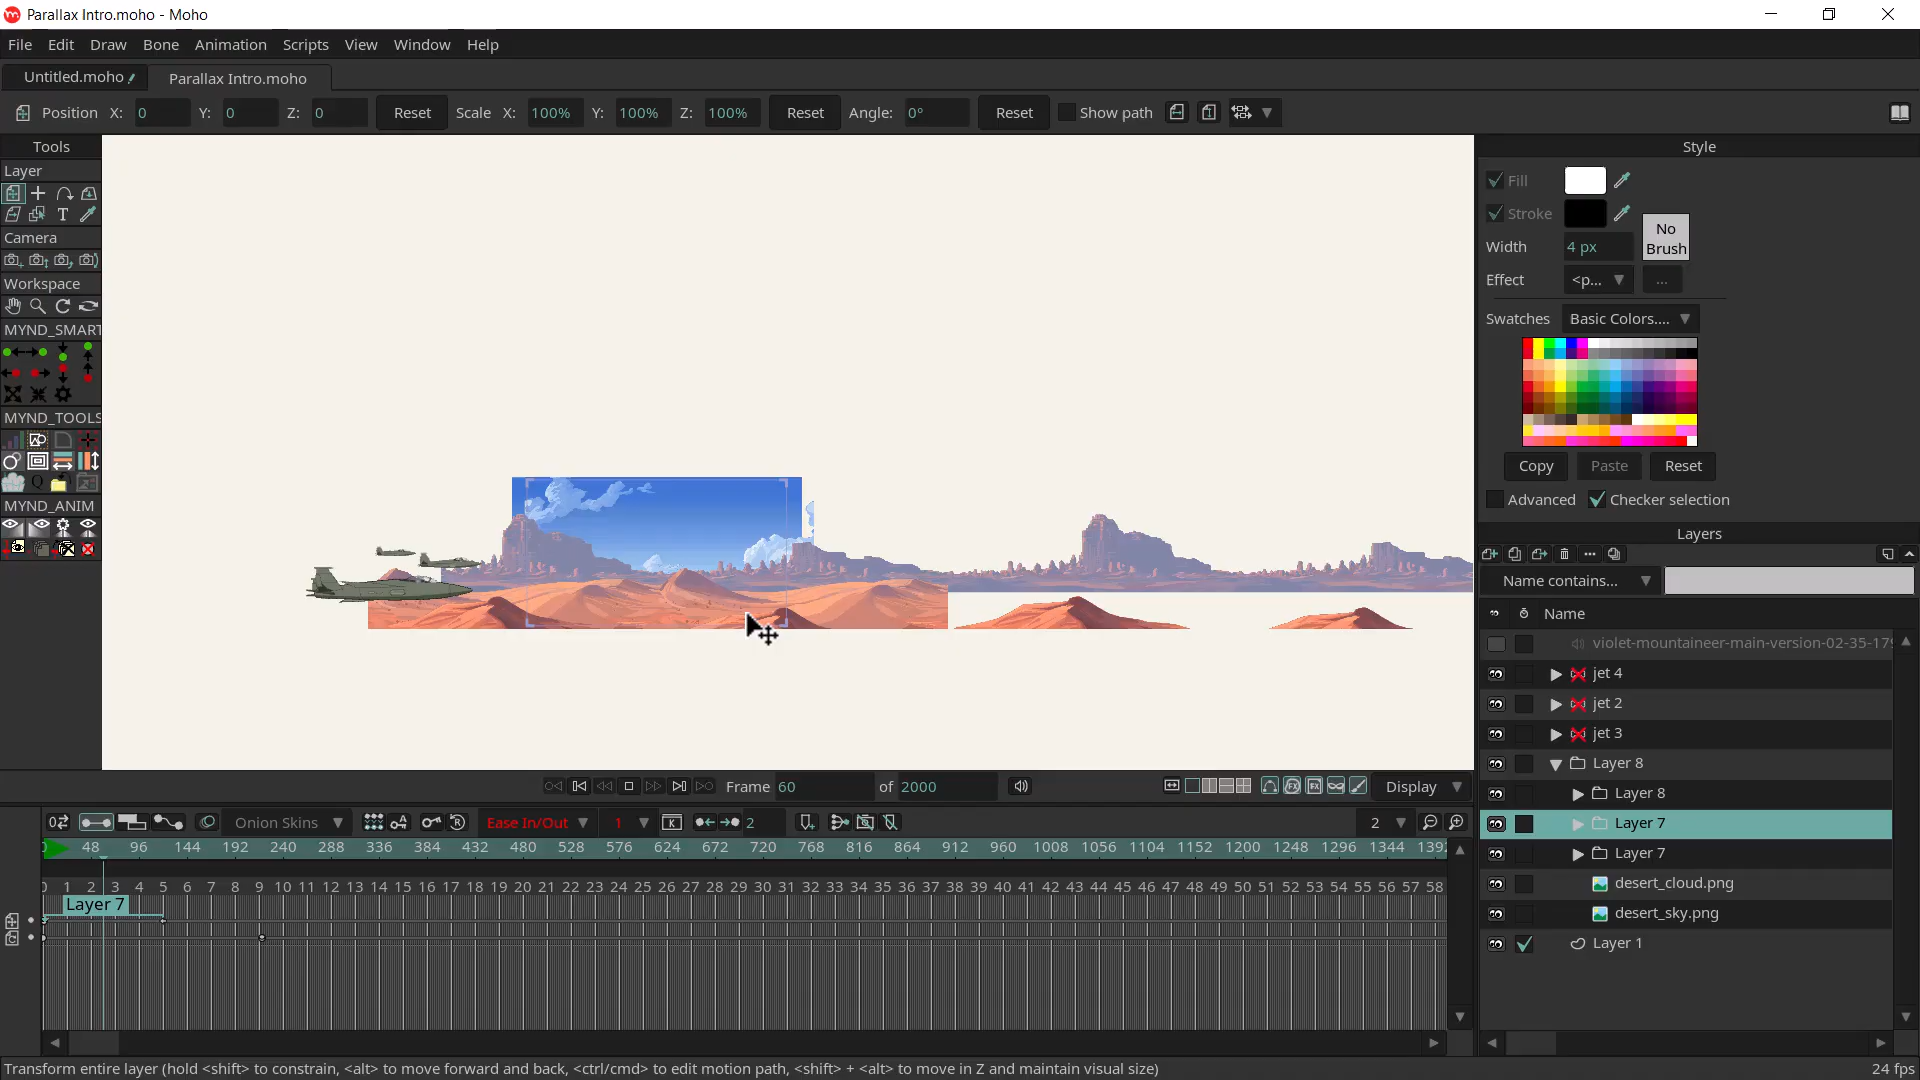 Parallax Intro.moho - Moho
File Edit Draw Bone Animation Scripts View Window Help
Untitled.moho Parallax Intro.moho
Position X: 0 Y: 0 Z: 0 Reset Scale X: 100% Y: 100% Z: 100% Reset Angle: 0° Reset Show path
Tools
Layer
Camera
Workspace
MYND_SMART
MYND_TOOLS
MYND_ANIM
Style
Fill
Stroke
No Brush
Width 4 px
Effect <p... ...
Swatches Basic Colors....
Copy Paste Reset
Advanced Checker selection
Layers
Name contains...
Name
violet-mountaineer-main-version-02-35-179
jet 4
jet 2
jet 3
Layer 8
Layer 8
Layer 7
Layer 7
desert_cloud.png
desert_sky.png
Layer 1
Frame 60 of 2000 Display
Onion Skins Ease In/Out 1 2 2
48 96 144 192 240 288 336 384 432 480 528 576 624 672 720 768 816 864 912 960 1008 1056 1104 1152 1200 1248 1296 1344 1392
0 1 2 3 4 5 6 7 8 9 10 11 12 13 14 15 16 17 18 19 20 21 22 23 24 25 26 27 28 29 30 31 32 33 34 35 36 37 38 39 40 41 42 43 44 45 46 47 48 49 50 51 52 53 54 55 56 57 58
Layer 7
Transform entire layer (hold <shift> to constrain, <alt> to move forward and back, <ctrl/cmd> to edit motion path, <shift> + <alt> to move in Z and maintain visual size) 24 fps